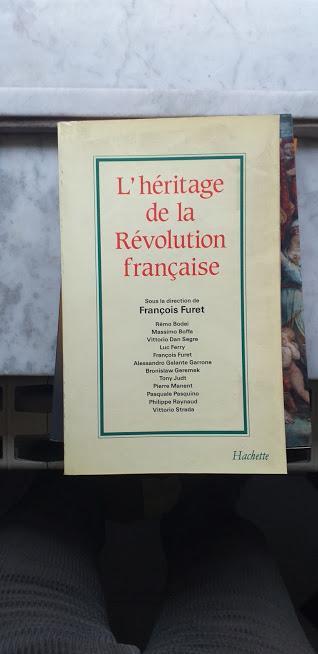 L'héritage
de la
Révolution
française
Sous la direction de
François Furet
Rémo Bodei
Massimo Boffa
Vittorio Dan Segre
Luc Ferry
François Furet
Alessandro Galante Garrone
Bronislaw Geremek
Tony Judt
Pierre Manent
Pasquale Pasquino
Philippe Raynaud
Vittorio Strada
Hachette